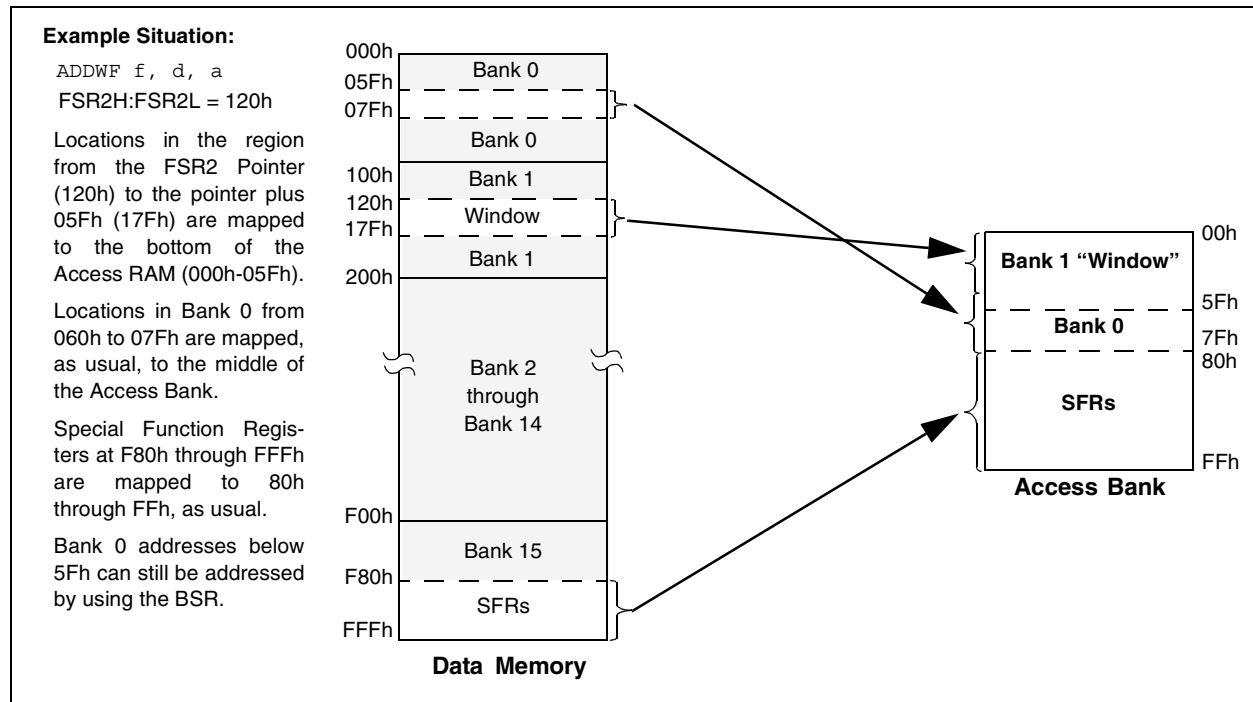 Example Situation:
ADDWF f, d, a
FSR2H:FSR2L = 120h
Locations in the region
from the FSR2 Pointer
(120h) to the pointer plus
05Fh (17Fh) are mapped
to the bottom of the
Access RAM (000h-05Fh).
Locations in Bank 0 from
060h to 07Fh are mapped,
as usual, to the middle of
the Access Bank.
Special Function Regis-
ters at F80h through FFFh
are mapped to 80h
through FFh, as usual.
Bank 0 addresses below
5Fh can still be addressed
by using the BSR.
000h
Bank 0
05Fh
07Fh
Bank 0
100h
Bank 1
120h
Window
17Fh
Bank 1
200h
Bank 2
through
Bank 14
F00h
Bank 15
F80h
SFRs
FFFh
Data Memory
00h
Bank 1 “Window”
5Fh
Bank 0
7Fh
80h
SFRs
FFh
Access Bank